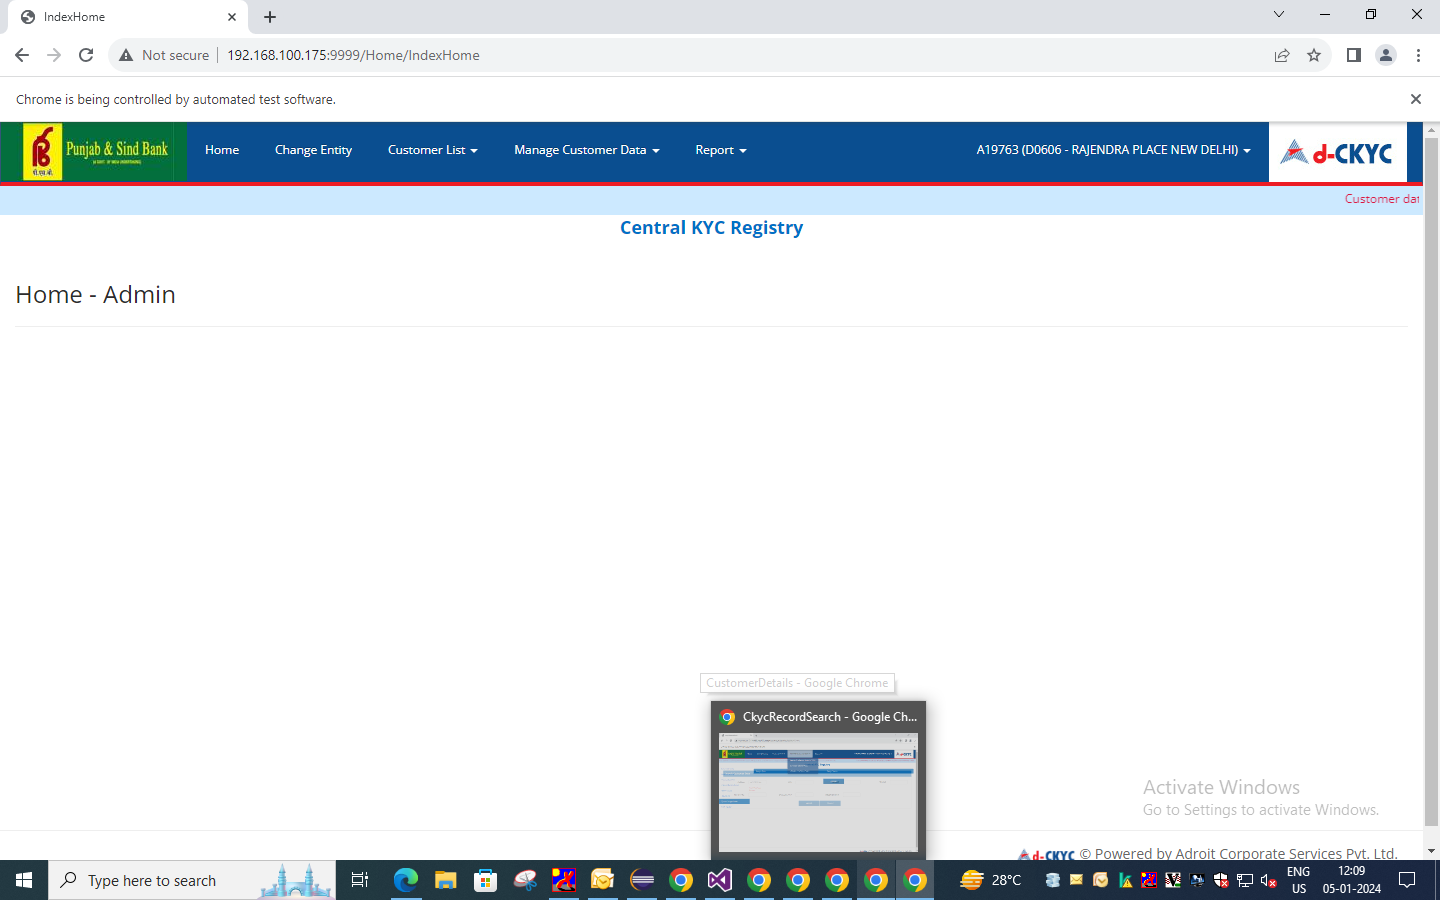 IndexHome
Not secure
192.168.100.175:9999/Home/IndexHome
Chrome is being controlled by automated test software.
पी.एस.बी.
Punjab & Sind Bank
Home
Change Entity
Customer List
Manage Customer Data
Report
A19763 (D0606 - RAJENDRA PLACE NEW DELHI)
d-CKYC
Customer dat
Central KYC Registry
Home - Admin
CustomerDetails - Google Chrome
CkycRecordSearch - Google Ch...
Activate Windows
Go to Settings to activate Windows.
d-CKYC © Powered by Adroit Corporate Services Pvt. Ltd.
Type here to search
28°C
ENG
US
12:09
05-01-2024